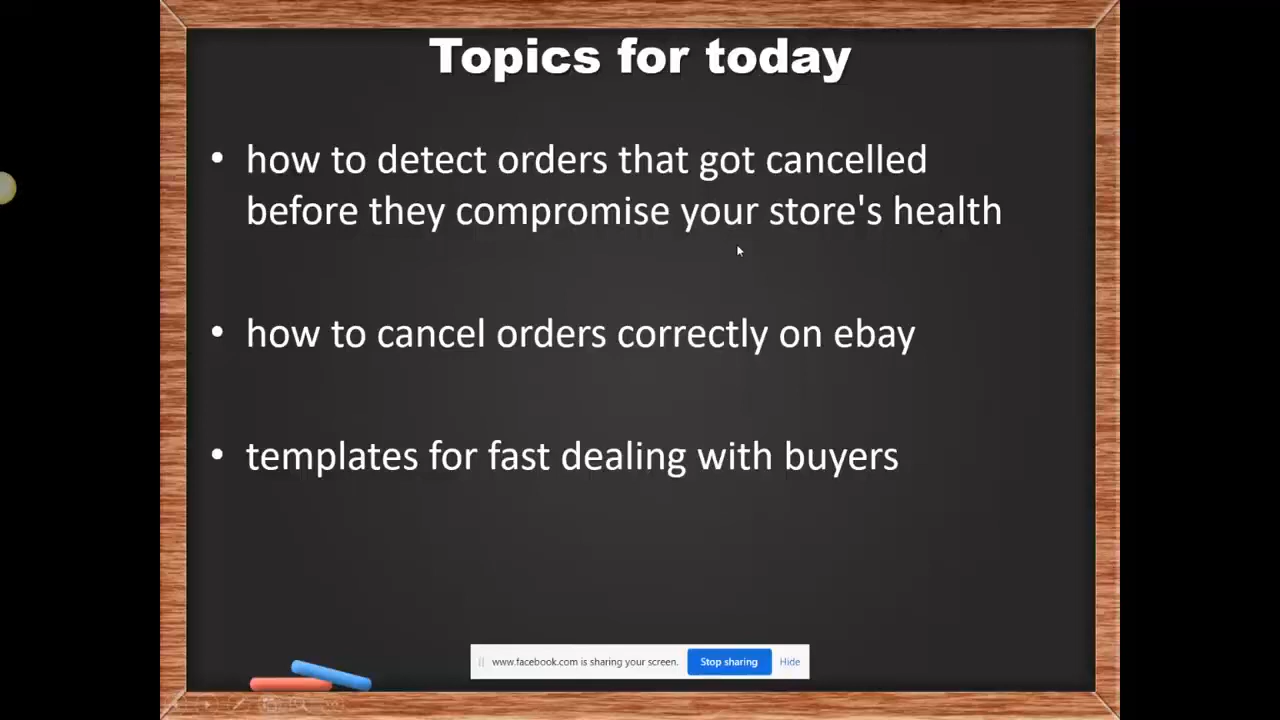 Topics for today
• how to detect orders that got cancelled
before they compromise your store's health
• how to cancel orders correctly on ebay
• templates for fast dealing with buyers
www.facebook.com is sharing your screen. Stop sharing Hide